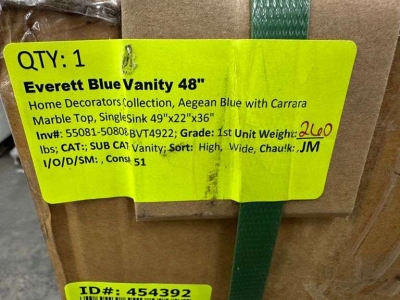 QTY: 1
Everett Blue Vanity 48"
Home Decorators Collection, Aegean Blue with Carrara
Marble Top, Single Sink 49"x22"x36"
Inv#: 55081-50808 BVT4922; Grade: 1st Unit Weight: 260
lbs; CAT:; SUB CAT Vanity; Sort: High, Wide, Chau!k: ,JM
I/O/D/SM: , Cons 51
ID#: 454392